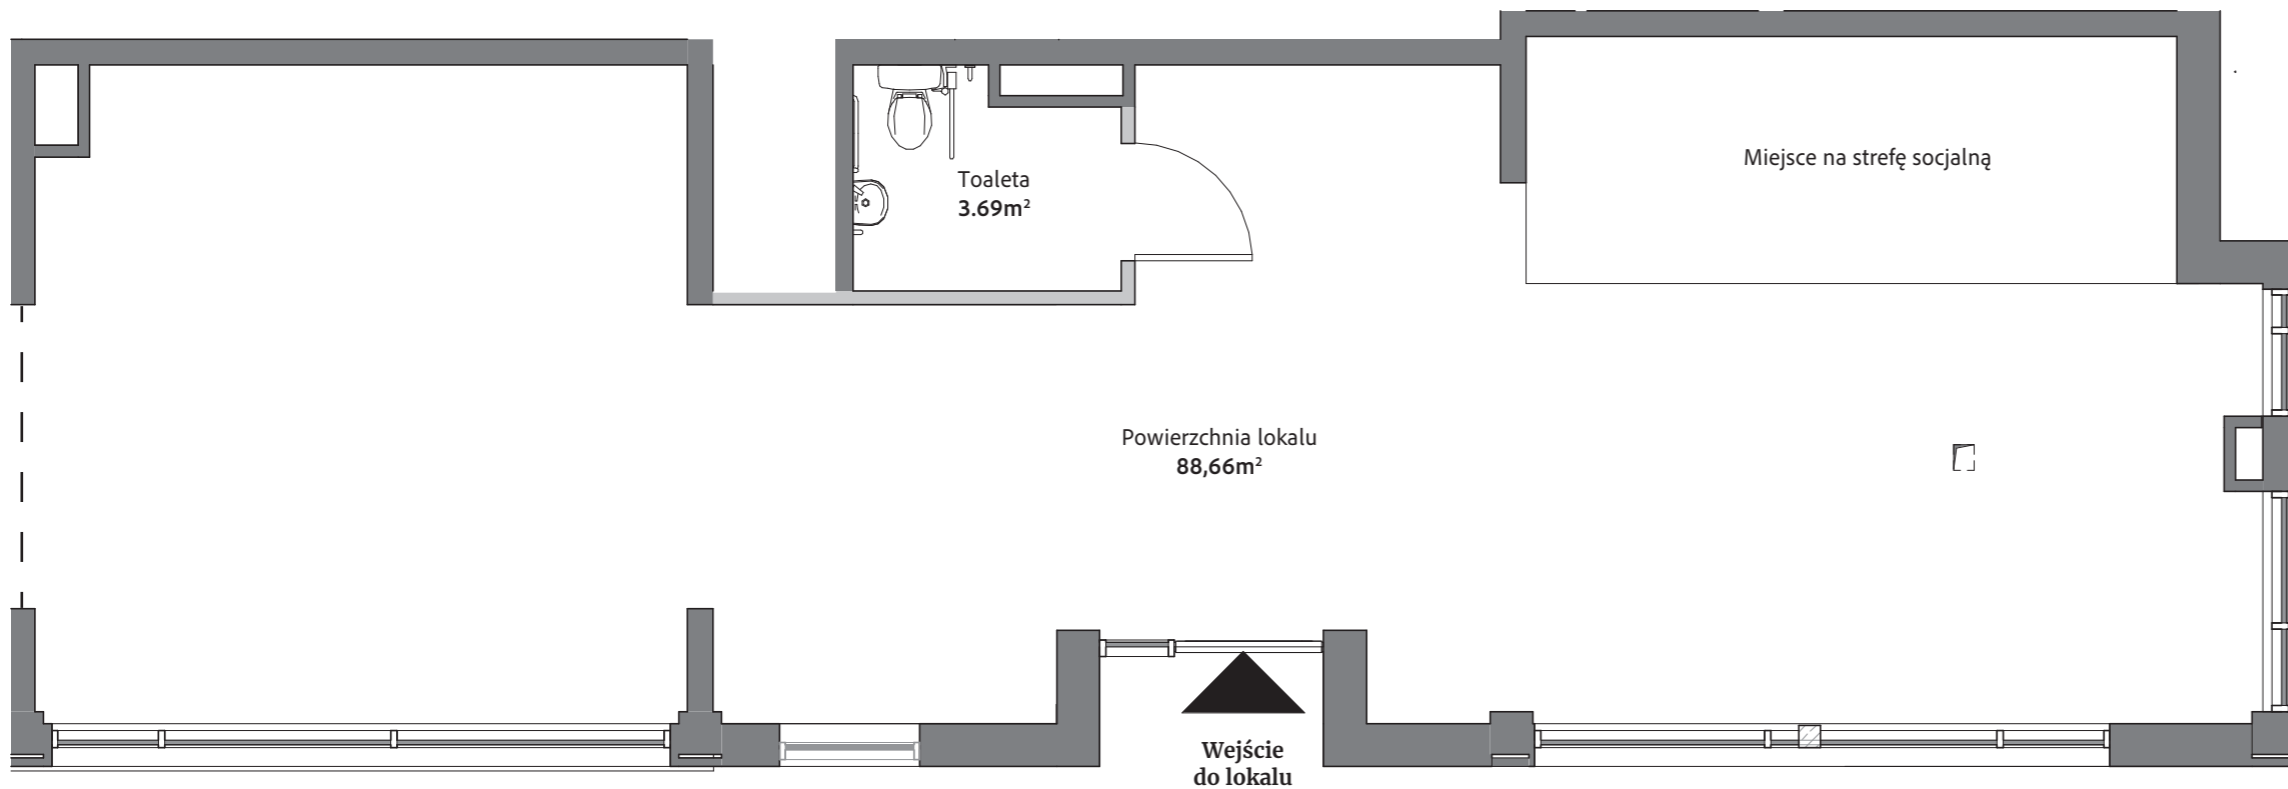 Miejsce na strefę socjalną
Toaleta
3.69m²
Powierzchnia lokalu
88,66m²
Wejście
do lokalu